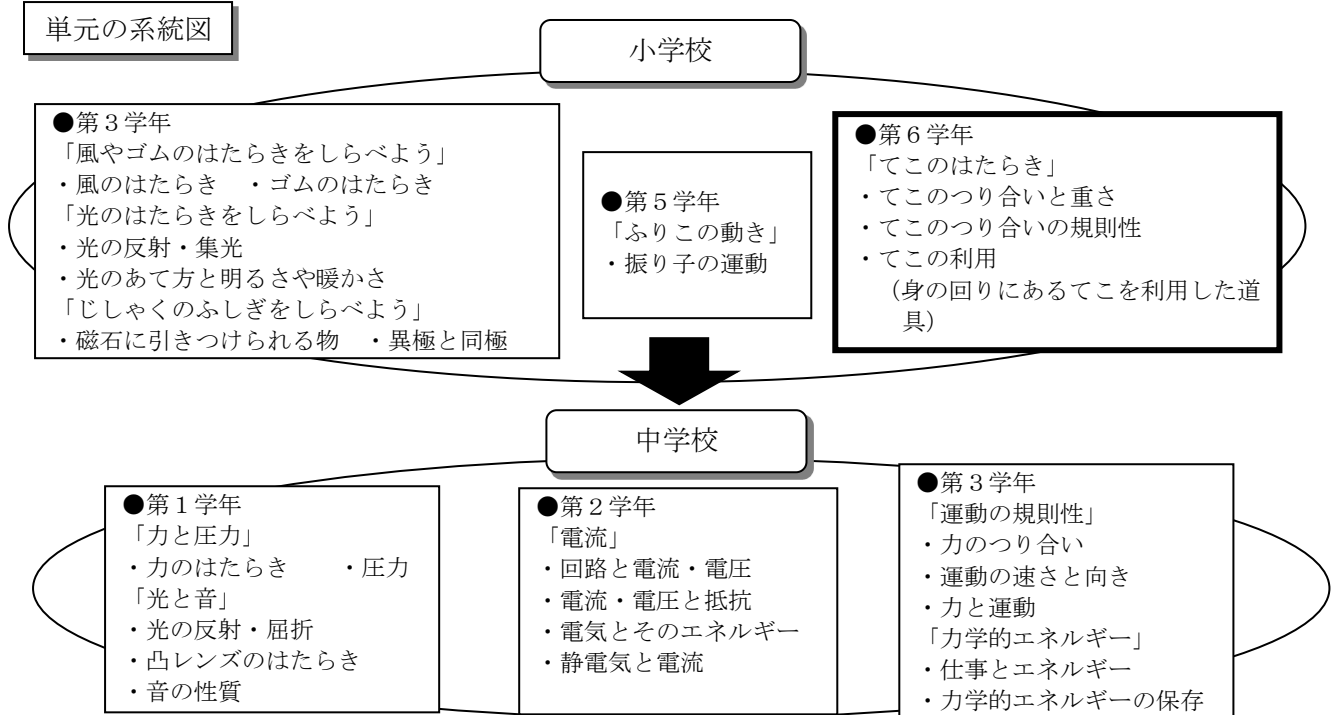 単元の系統図
小学校
●第３学年
「風やゴムのはたらきをしらべよう」
・風のはたらき　・ゴムのはたらき
「光のはたらきをしらべよう」
・光の反射・集光
・光のあて方と明るさや暖かさ
「じしゃくのふしぎをしらべよう」
・磁石に引きつけられる物　・異極と同極
●第５学年
「ふりこの動き」
・振り子の運動
●第６学年
「てこのはたらき」
・てこのつり合いと重さ
・てこのつり合いの規則性
・てこの利用
（身の回りにあるてこを利用した道
具）
中学校
●第１学年
「力と圧力」
・力のはたらき　　・圧力
「光と音」
・光の反射・屈折
・凸レンズのはたらき
・音の性質
●第２学年
「電流」
・回路と電流・電圧
・電流・電圧と抵抗
・電気とそのエネルギー
・静電気と電流
●第３学年
「運動の規則性」
・力のつり合い
・運動の速さと向き
・力と運動
「力学的エネルギー」
・仕事とエネルギー
・力学的エネルギーの保存